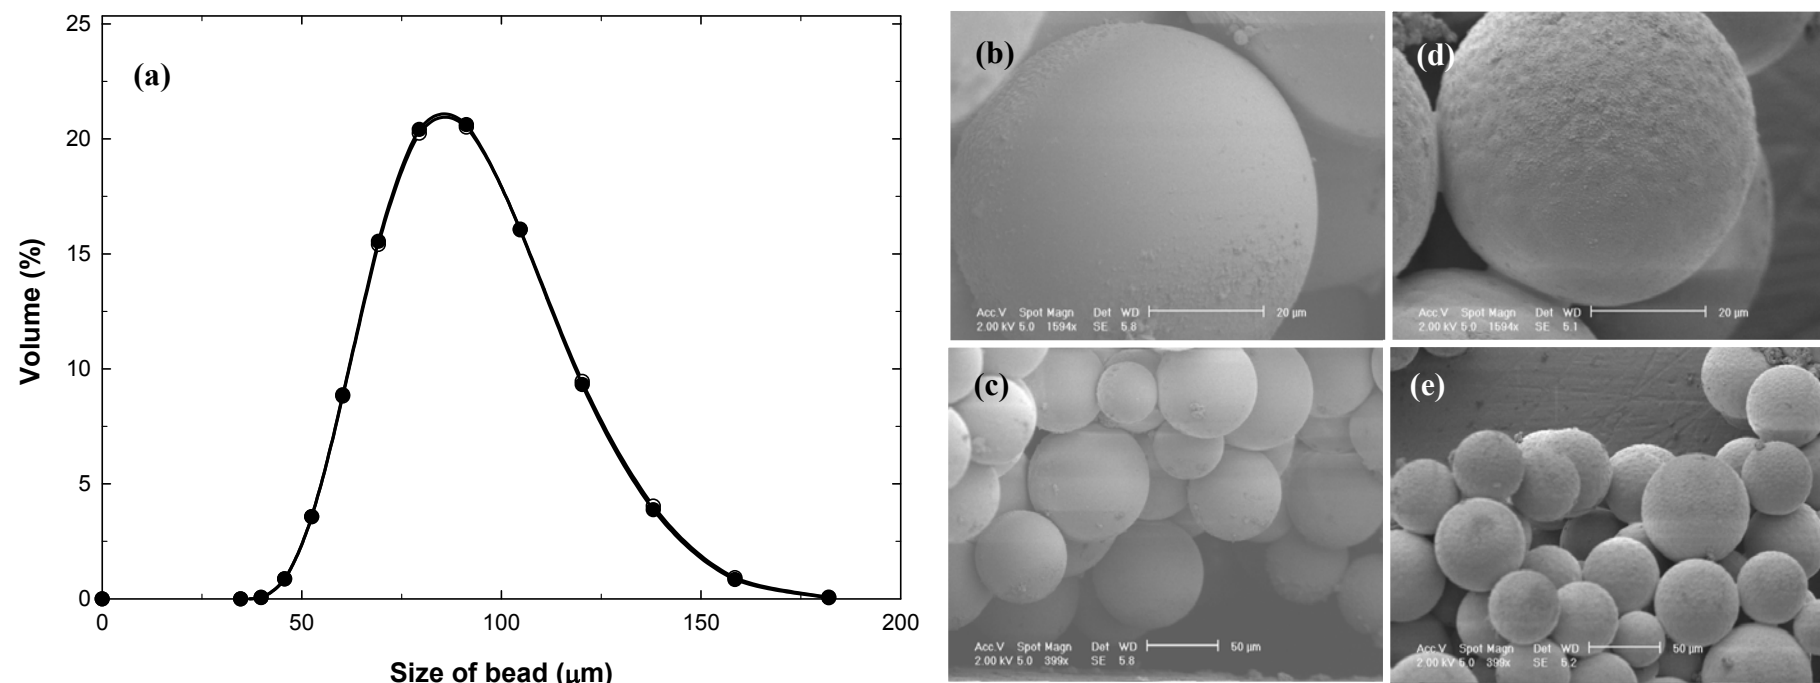 25
20
15
10
5
0
Volume (%)
(a)
0 50 100 150 200
Size of bead (μm)
(b)
Acc.V Spot Magn Det WD 20 µm
2.00 kV 5.0 1594x SE 5.8
(d)
Acc.V Spot Magn Det WD 20 µm
2.00 kV 5.0 1594x SE 5.1
(c)
Acc.V Spot Magn Det WD 50 µm
2.00 kV 5.0 399x SE 5.8
(e)
Acc.V Spot Magn Det WD 50 µm
2.00 kV 5.0 399x SE 5.2